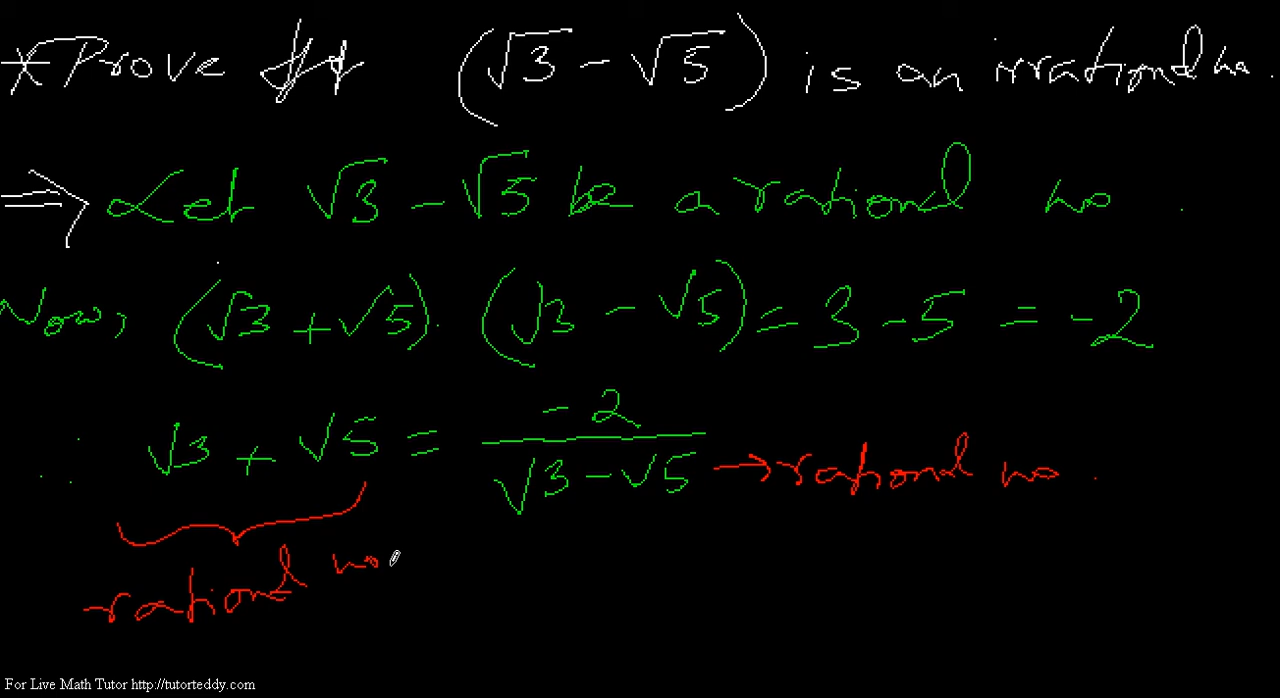 * Prove that (√3 - √5) is an irrational no.
⇒ Let √3 - √5 be a rational no.
Now, (√3 + √5). (√3 - √5) = 3 - 5 = -2
∴ √3 + √5 = -2 / (√3 - √5) → rational no.
rational no.
For Live Math Tutor http://tutorteddy.com